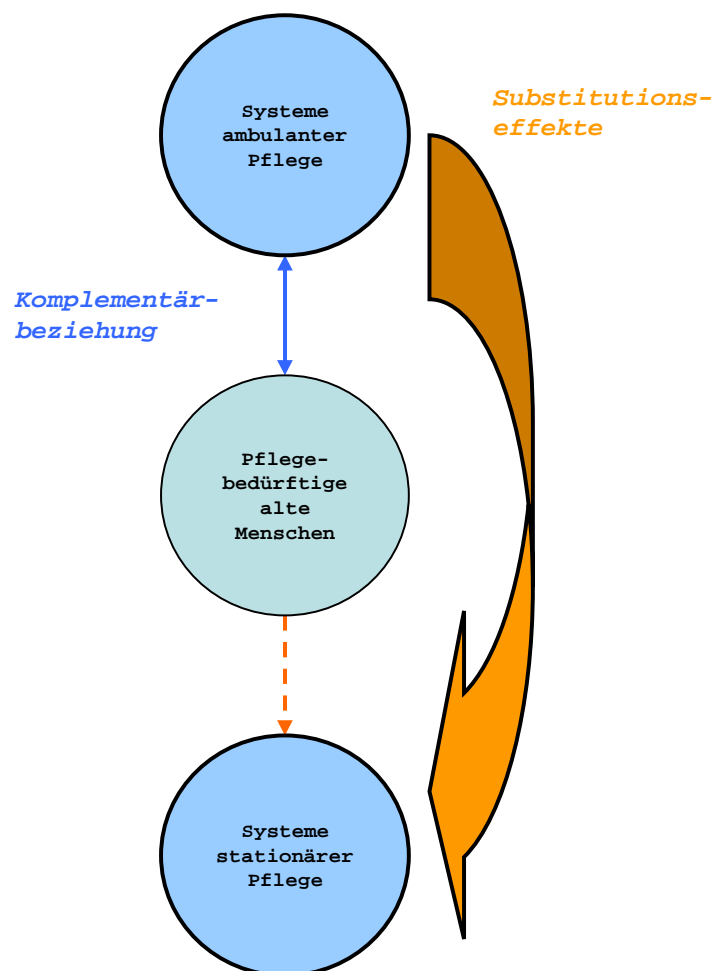 Systeme
ambulanter
Pflege
Substitutions-
effekte
Komplementär-
beziehung
Pflege-
bedürftige
alte
Menschen
Systeme
stationärer
Pflege